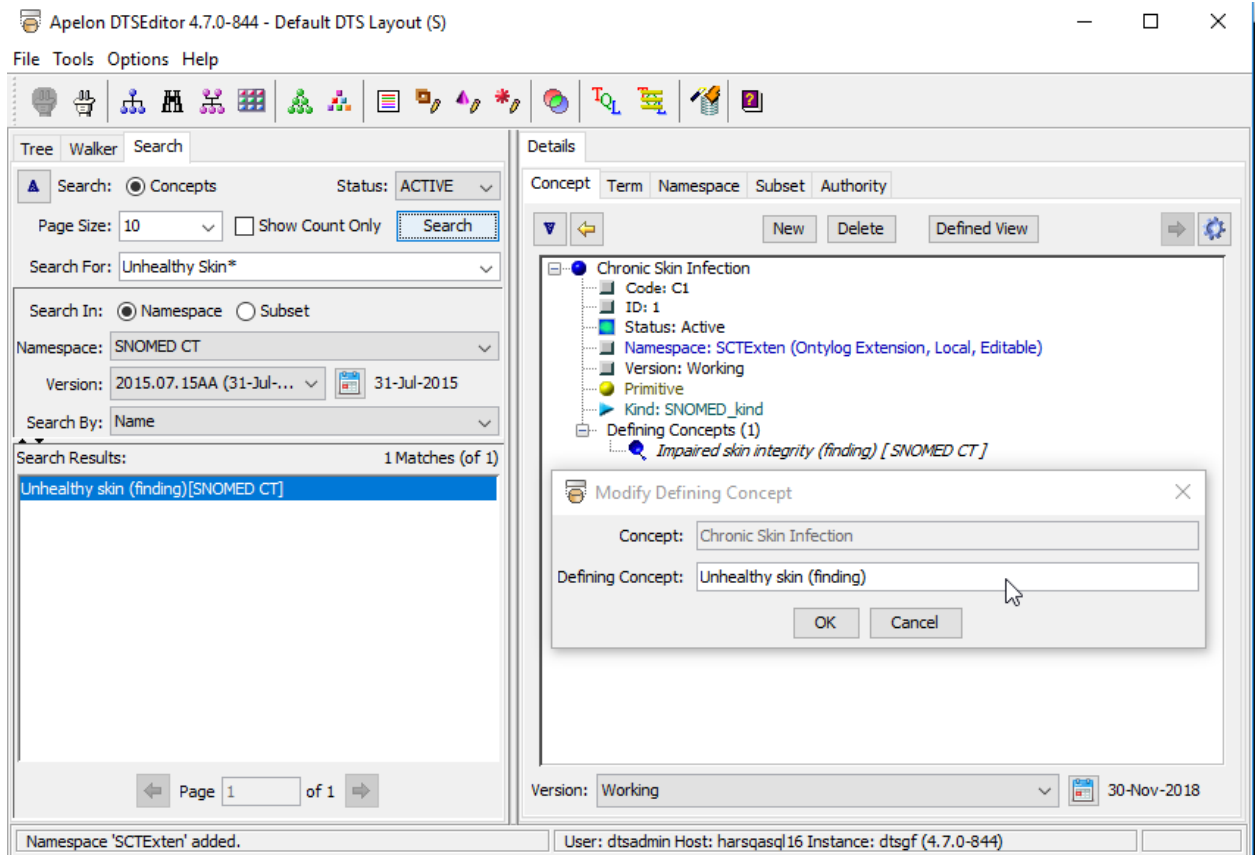 Apelon DTSEditor 4.7.0-844 - Default DTS Layout (S)
File Tools Options Help
TQL
Tree Walker Search
Search: Concepts Status: ACTIVE
Page Size: 10 Show Count Only Search
Search For: Unhealthy Skin*
Search In: Namespace Subset
Namespace: SNOMED CT
Version: 2015.07.15AA (31-Jul-... 31-Jul-2015
Search By: Name
Search Results: 1 Matches (of 1)
Unhealthy skin (finding)[SNOMED CT]
Page 1 of 1
Details
Concept Term Namespace Subset Authority
New Delete Defined View
Chronic Skin Infection
Code: C1
ID: 1
Status: Active
Namespace: SCTExten (Ontylog Extension, Local, Editable)
Version: Working
Primitive
Kind: SNOMED_kind
Defining Concepts (1)
Impaired skin integrity (finding) [ SNOMED CT ]
Modify Defining Concept
Concept: Chronic Skin Infection
Defining Concept: Unhealthy skin (finding)
OK Cancel
Version: Working 30-Nov-2018
Namespace 'SCTExten' added.
User: dtsadmin Host: harsqasql16 Instance: dtsgf (4.7.0-844)